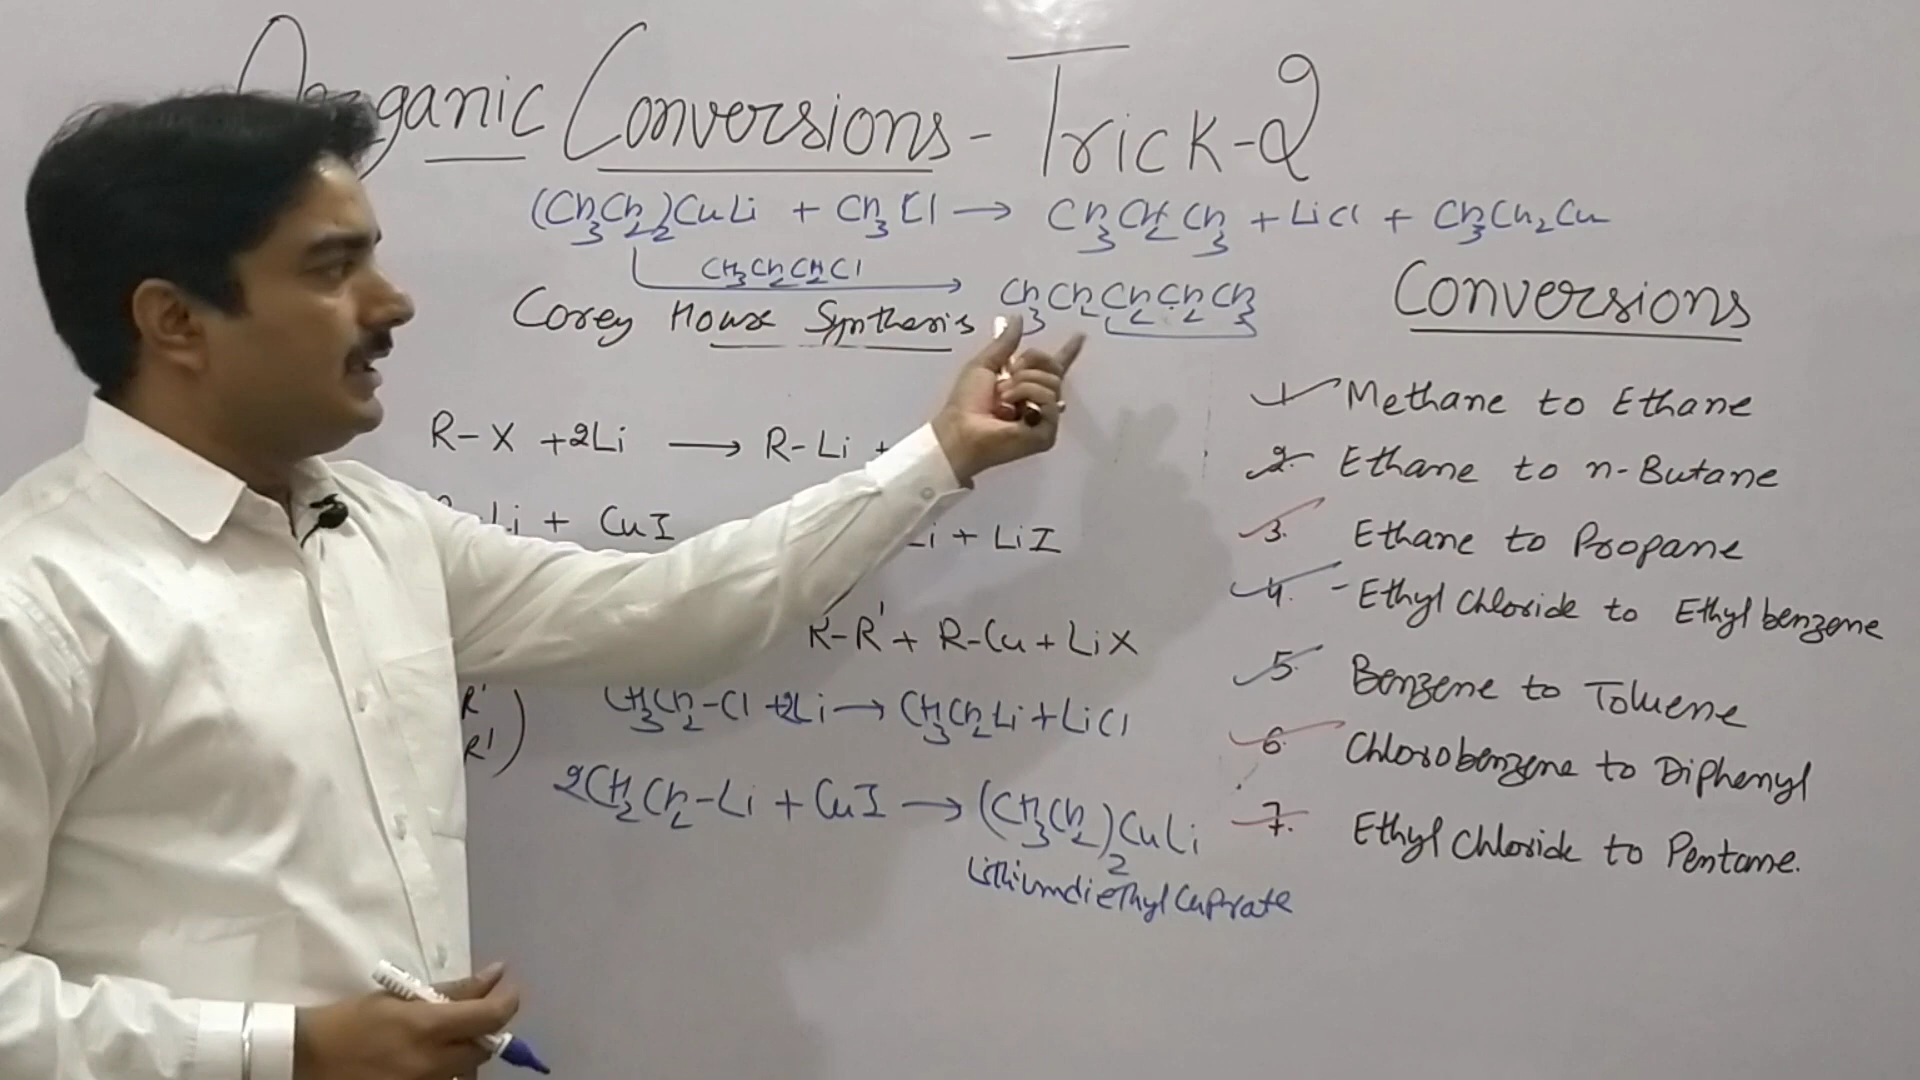 Organic Conversions - Trick-2
(CH3CH2)2CuLi + CH3Cl → CH3CH2CH3 + LiCl + CH3CH2Cu
CH3CH2CH2Cl
CH3CH2CH2CH2CH3
Corey House Synthesis
R-X + 2Li → R-Li +
Li + CuI
Li + LiI
R-R' + R-Cu + LiX
R'
R'
)
CH3CH2-Cl + 2Li → CH3CH2Li + LiCl
2CH2CH2-Li + CuI → (CH3CH2)2CuLi
Lithiumdiethyl Cuprate
Conversions
1. Methane to Ethane
2. Ethane to n-Butane
3. Ethane to Propane
4. - Ethyl Chloride to Ethyl benzene
5. Benzene to Toluene
6. Chlorobenzene to Diphenyl
7. Ethyl Chloride to Pentane.